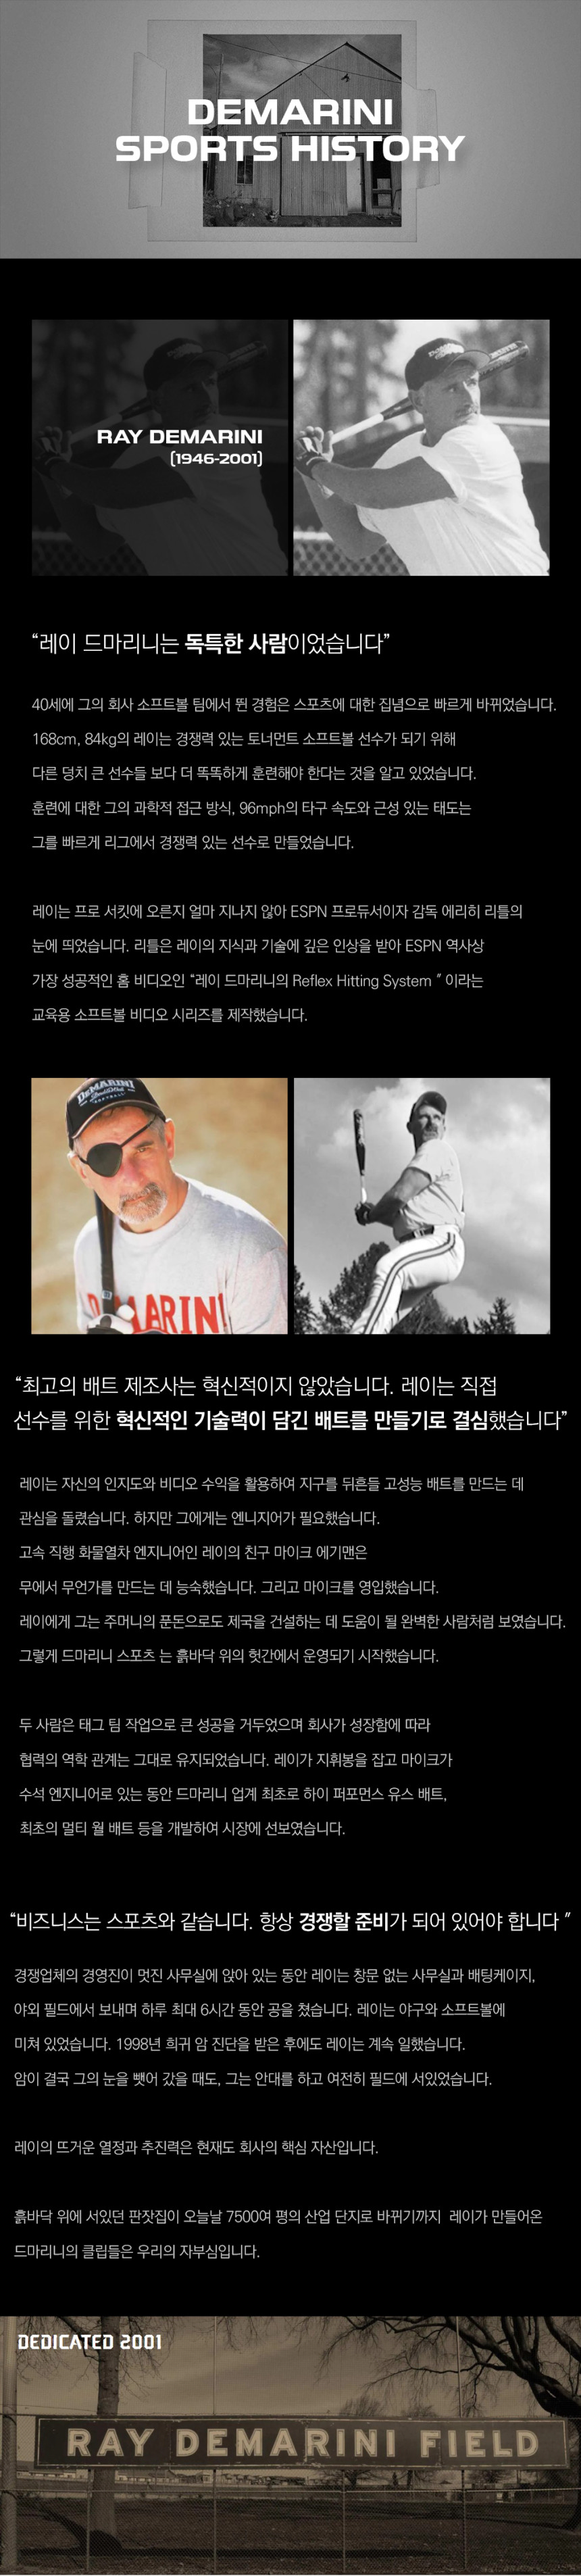 DEMARINI
SPORTS HISTORY
RAY DEMARINI
(1946-2001)
“레이 드마리니는 독특한 사람이었습니다”
40세에 그의 회사 소프트볼 팀에서 뛴 경험은 스포츠에 대한 집념으로 빠르게 바뀌었습니다.
168cm, 84kg의 레이는 경쟁력 있는 토너먼트 소프트볼 선수가 되기 위해
다른 덩치 큰 선수들 보다 더 똑똑하게 훈련해야 한다는 것을 알고 있었습니다.
훈련에 대한 그의 과학적 접근 방식, 96mph의 타구 속도와 근성 있는 태도는
그를 빠르게 리그에서 경쟁력 있는 선수로 만들었습니다.
레이는 프로 서킷에 오른지 얼마 지나지 않아 ESPN 프로듀서이자 감독 에리히 리틀의
눈에 띄었습니다. 리틀은 레이의 지식과 기술에 깊은 인상을 받아 ESPN 역사상
가장 성공적인 홈 비디오인 “레이 드마리니의 Reflex Hitting System ” 이라는
교육용 소프트볼 비디오 시리즈를 제작했습니다.
DEMARINI
SOFTBALL
DEMARINI
“최고의 배트 제조사는 혁신적이지 않았습니다. 레이는 직접
선수를 위한 혁신적인 기술력이 담긴 배트를 만들기로 결심했습니다”
레이는 자신의 인지도와 비디오 수익을 활용하여 지구를 뒤흔들 고성능 배트를 만드는 데
관심을 돌렸습니다. 하지만 그에게는 엔니지어가 필요했습니다.
고속 직행 화물열차 엔지니어인 레이의 친구 마이크 에기맨은
무에서 무언가를 만드는 데 능숙했습니다. 그리고 마이크를 영입했습니다.
레이에게 그는 주머니의 푼돈으로도 제국을 건설하는 데 도움이 될 완벽한 사람처럼 보였습니다.
그렇게 드마리니 스포츠 는 흙바닥 위의 헛간에서 운영되기 시작했습니다.
두 사람은 태그 팀 작업으로 큰 성공을 거두었으며 회사가 성장함에 따라
협력의 역학 관계는 그대로 유지되었습니다. 레이가 지휘봉을 잡고 마이크가
수석 엔지니어로 있는 동안 드마리니 업계 최초로 하이 퍼포먼스 유스 배트,
최초의 멀티 월 배트 등을 개발하여 시장에 선보였습니다.
“비즈니스는 스포츠와 같습니다. 항상 경쟁할 준비가 되어 있어야 합니다 ”
경쟁업체의 경영진이 멋진 사무실에 앉아 있는 동안 레이는 창문 없는 사무실과 배팅케이지,
야외 필드에서 보내며 하루 최대 6시간 동안 공을 쳤습니다. 레이는 야구와 소프트볼에
미쳐 있었습니다. 1998년 희귀 암 진단을 받은 후에도 레이는 계속 일했습니다.
암이 결국 그의 눈을 뺏어 갔을 때도, 그는 안대를 하고 여전히 필드에 서있었습니다.
레이의 뜨거운 열정과 추진력은 현재도 회사의 핵심 자산입니다.
흙바닥 위에 서있던 판잣집이 오늘날 7500여 평의 산업 단지로 바뀌기까지 레이가 만들어온
드마리니의 클립들은 우리의 자부심입니다.
DEDICATED 2001
RAY DEMARINI FIELD